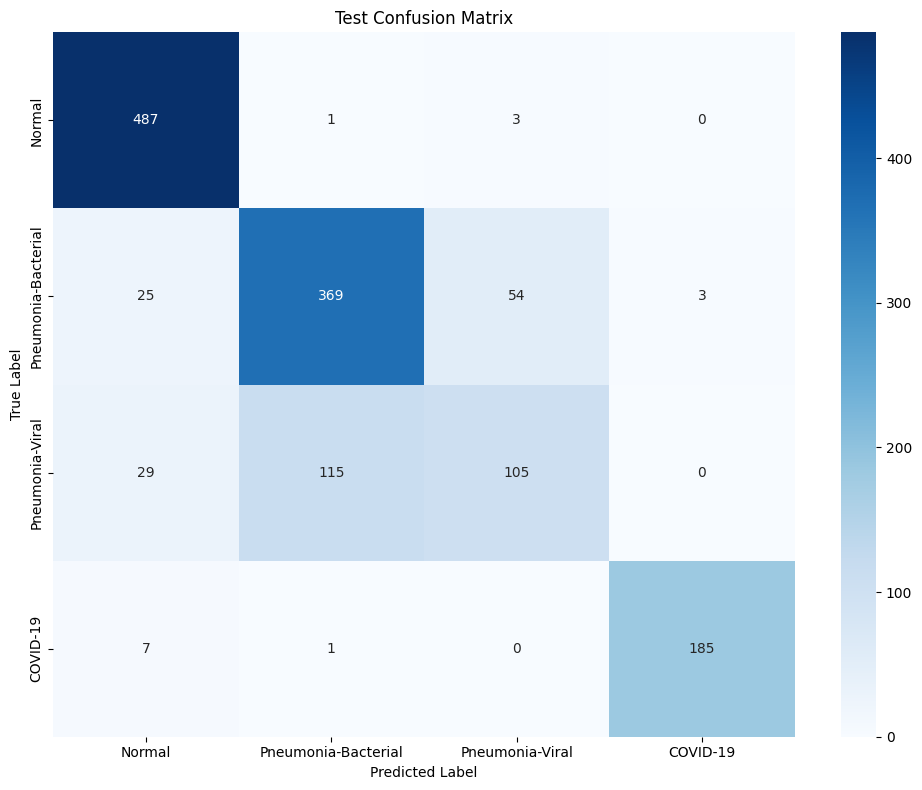 Test Confusion Matrix
True Label
Normal
487 1 3 0
Pneumonia-Bacterial
25 369 54 3
Pneumonia-Viral
29 115 105 0
COVID-19
7 1 0 185
Normal Pneumonia-Bacterial Pneumonia-Viral COVID-19
Predicted Label
400
300
200
100
0